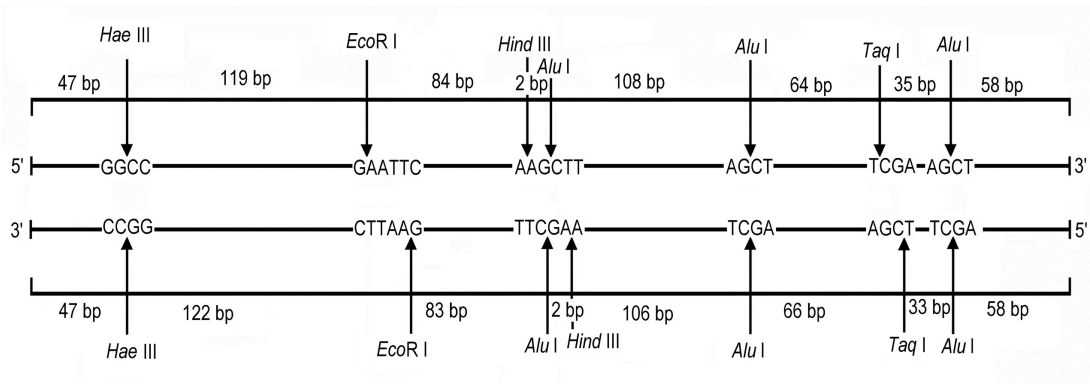 Hae III
EcoR I
Hind III
Alu I
Alu I
Taq I
Alu I
47 bp 119 bp 84 bp 2 bp 108 bp 64 bp 35 bp 58 bp
5' GGCC GAATTC AAGCTT AGCT TCGA AGCT 3'
3' CCGG CTTAAG TTCGAA TCGA AGCT TCGA 5'
47 bp 122 bp 83 bp 2 bp 106 bp 66 bp 33 bp 58 bp
Hae III EcoR I Alu I Hind III Alu I Taq I Alu I